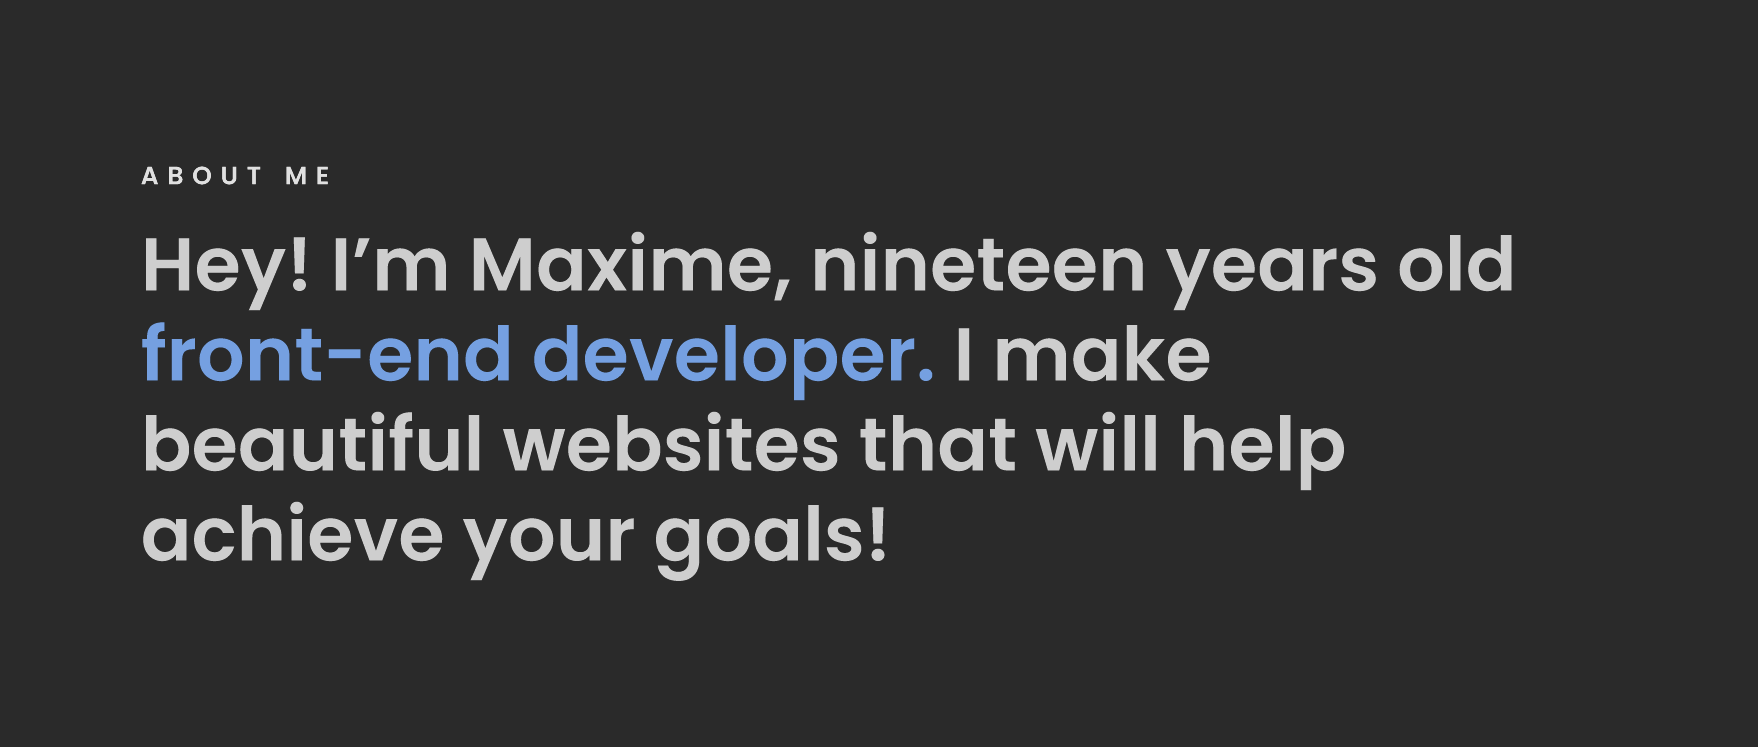 ABOUT ME
Hey! I’m Maxime, nineteen years old
front-end developer. I make
beautiful websites that will help
achieve your goals!